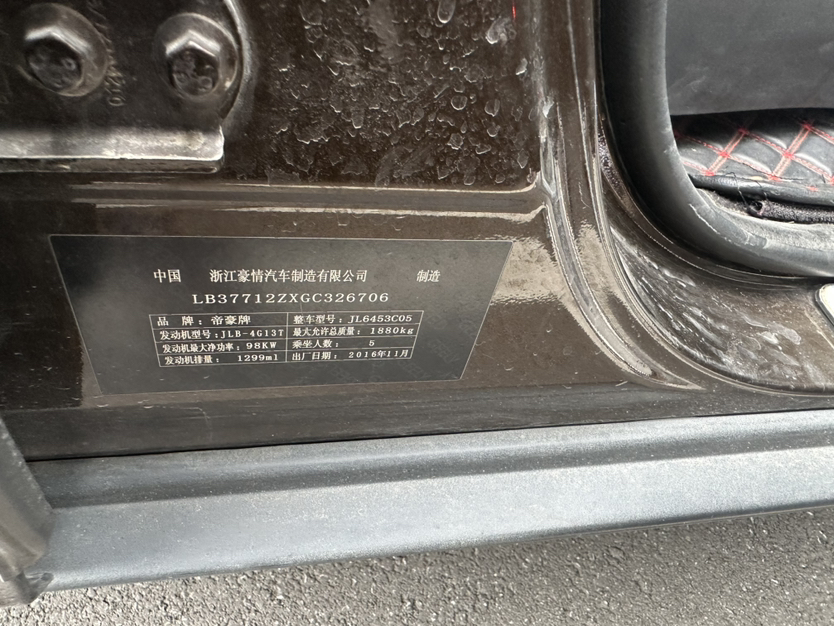 中国 浙江豪情汽车制造有限公司 制造
LB37712ZXGC326706
品 牌：帝豪牌 整车型号：JL6453C05
发动机型号：JLB-4G13T 最大允许总质量：1880kg
发动机最大净功率：98KW 乘坐人数：5
发动机排量：1299ml 出厂日期：2016年11月